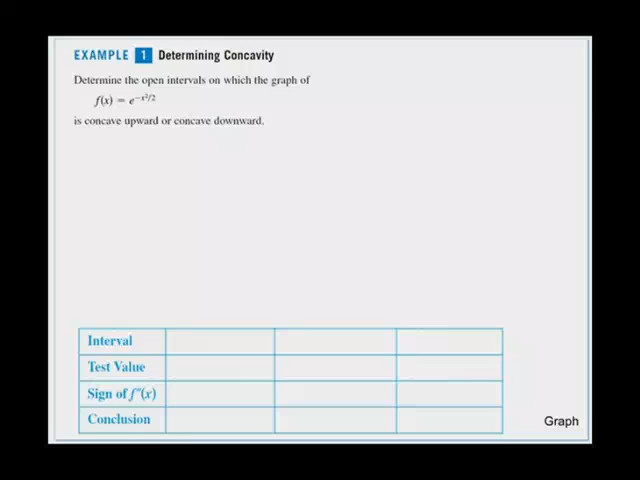 EXAMPLE 1 Determining Concavity
Determine the open intervals on which the graph of
f(x) = e^{-x²/2}
is concave upward or concave downward.
Interval
Test Value
Sign of f″(x)
Conclusion
Graph